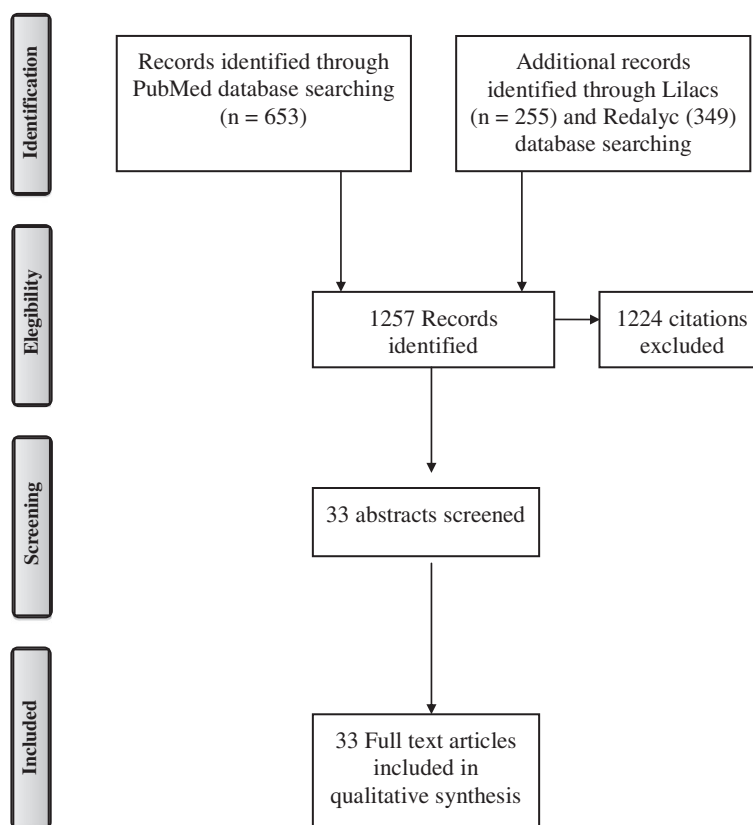 Identification
Records identified through
PubMed database searching
(n = 653)
Additional records
identified through Lilacs
(n = 255) and Redalyc (349)
database searching
Elegibility
1257 Records
identified
1224 citations
excluded
Screening
33 abstracts screened
Included
33 Full text articles
included in
qualitative synthesis